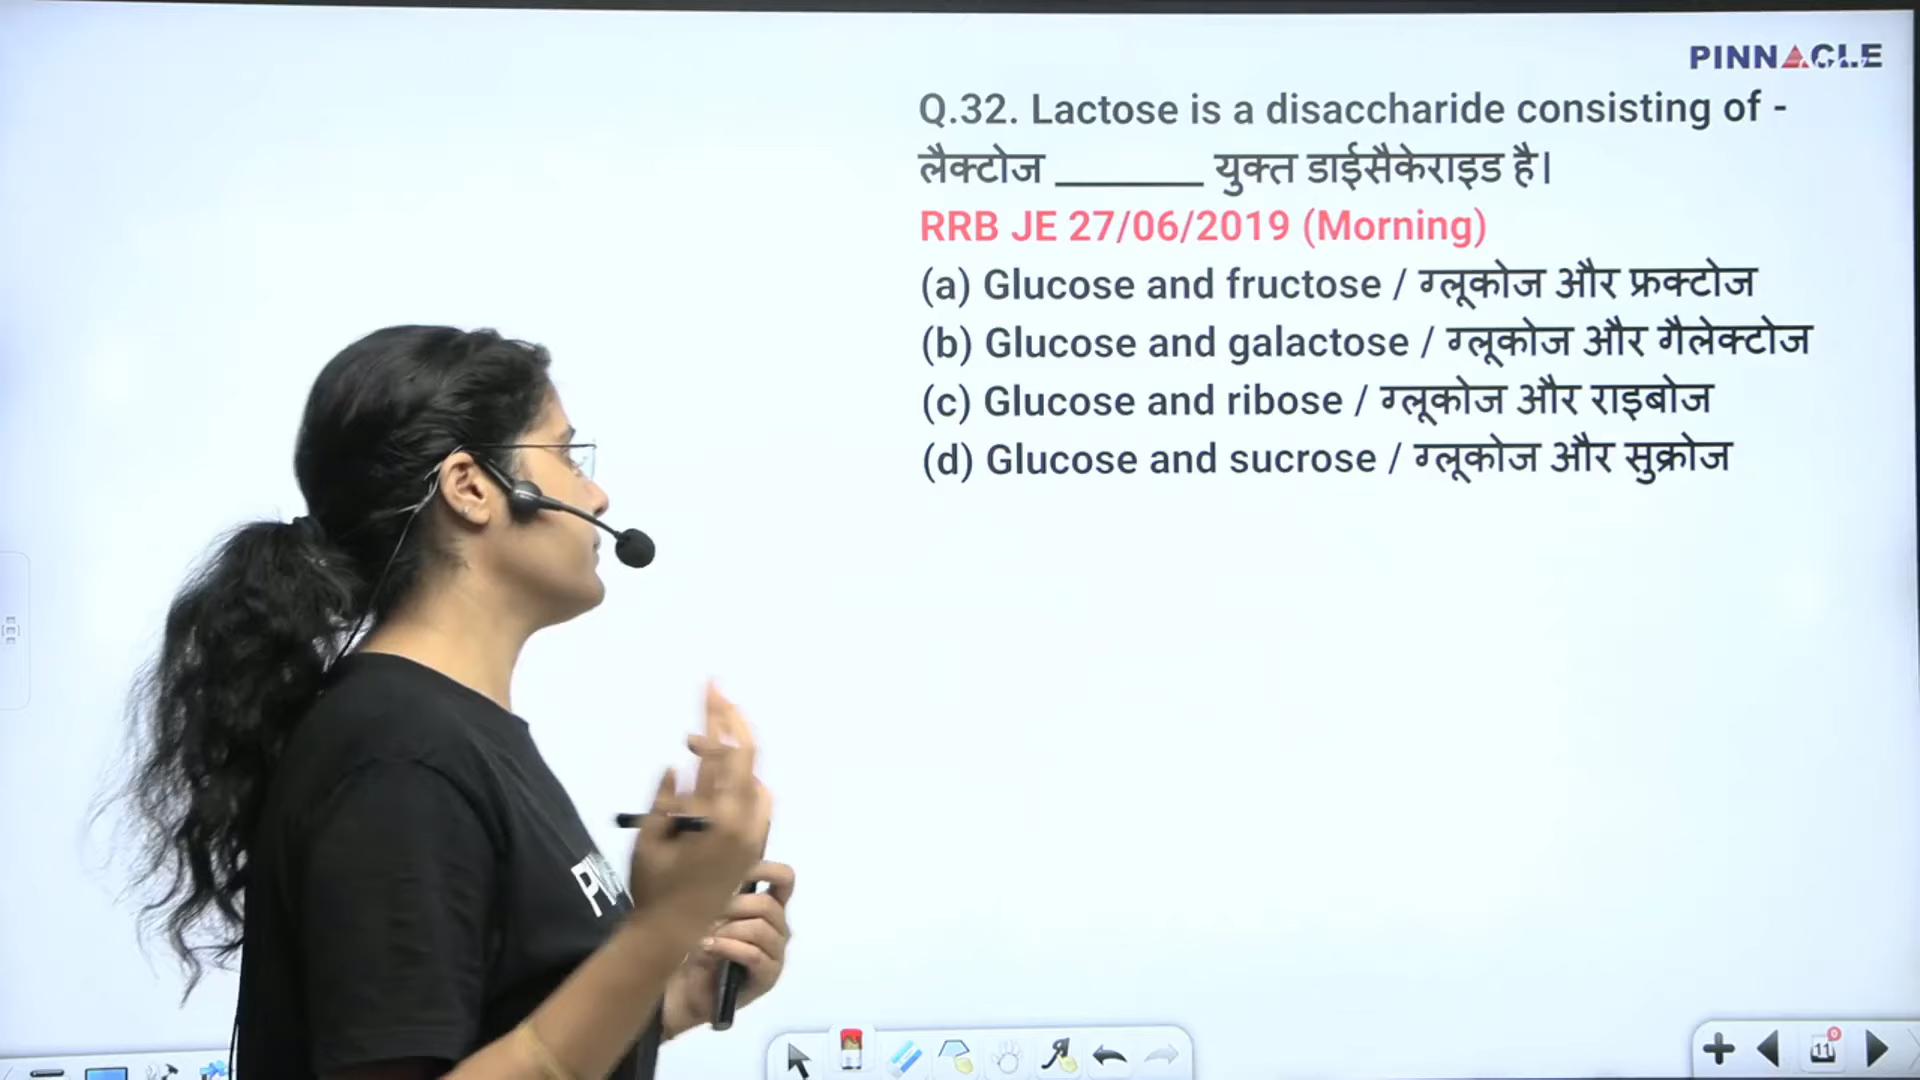 PINNACLE
Q.32. Lactose is a disaccharide consisting of -
लैक्टोज ________ युक्त डाईसैकेराइड है।
RRB JE 27/06/2019 (Morning)
(a) Glucose and fructose / ग्लूकोज और फ्रक्टोज
(b) Glucose and galactose / ग्लूकोज और गैलेक्टोज
(c) Glucose and ribose / ग्लूकोज और राइबोज
(d) Glucose and sucrose / ग्लूकोज और सुक्रोज
11